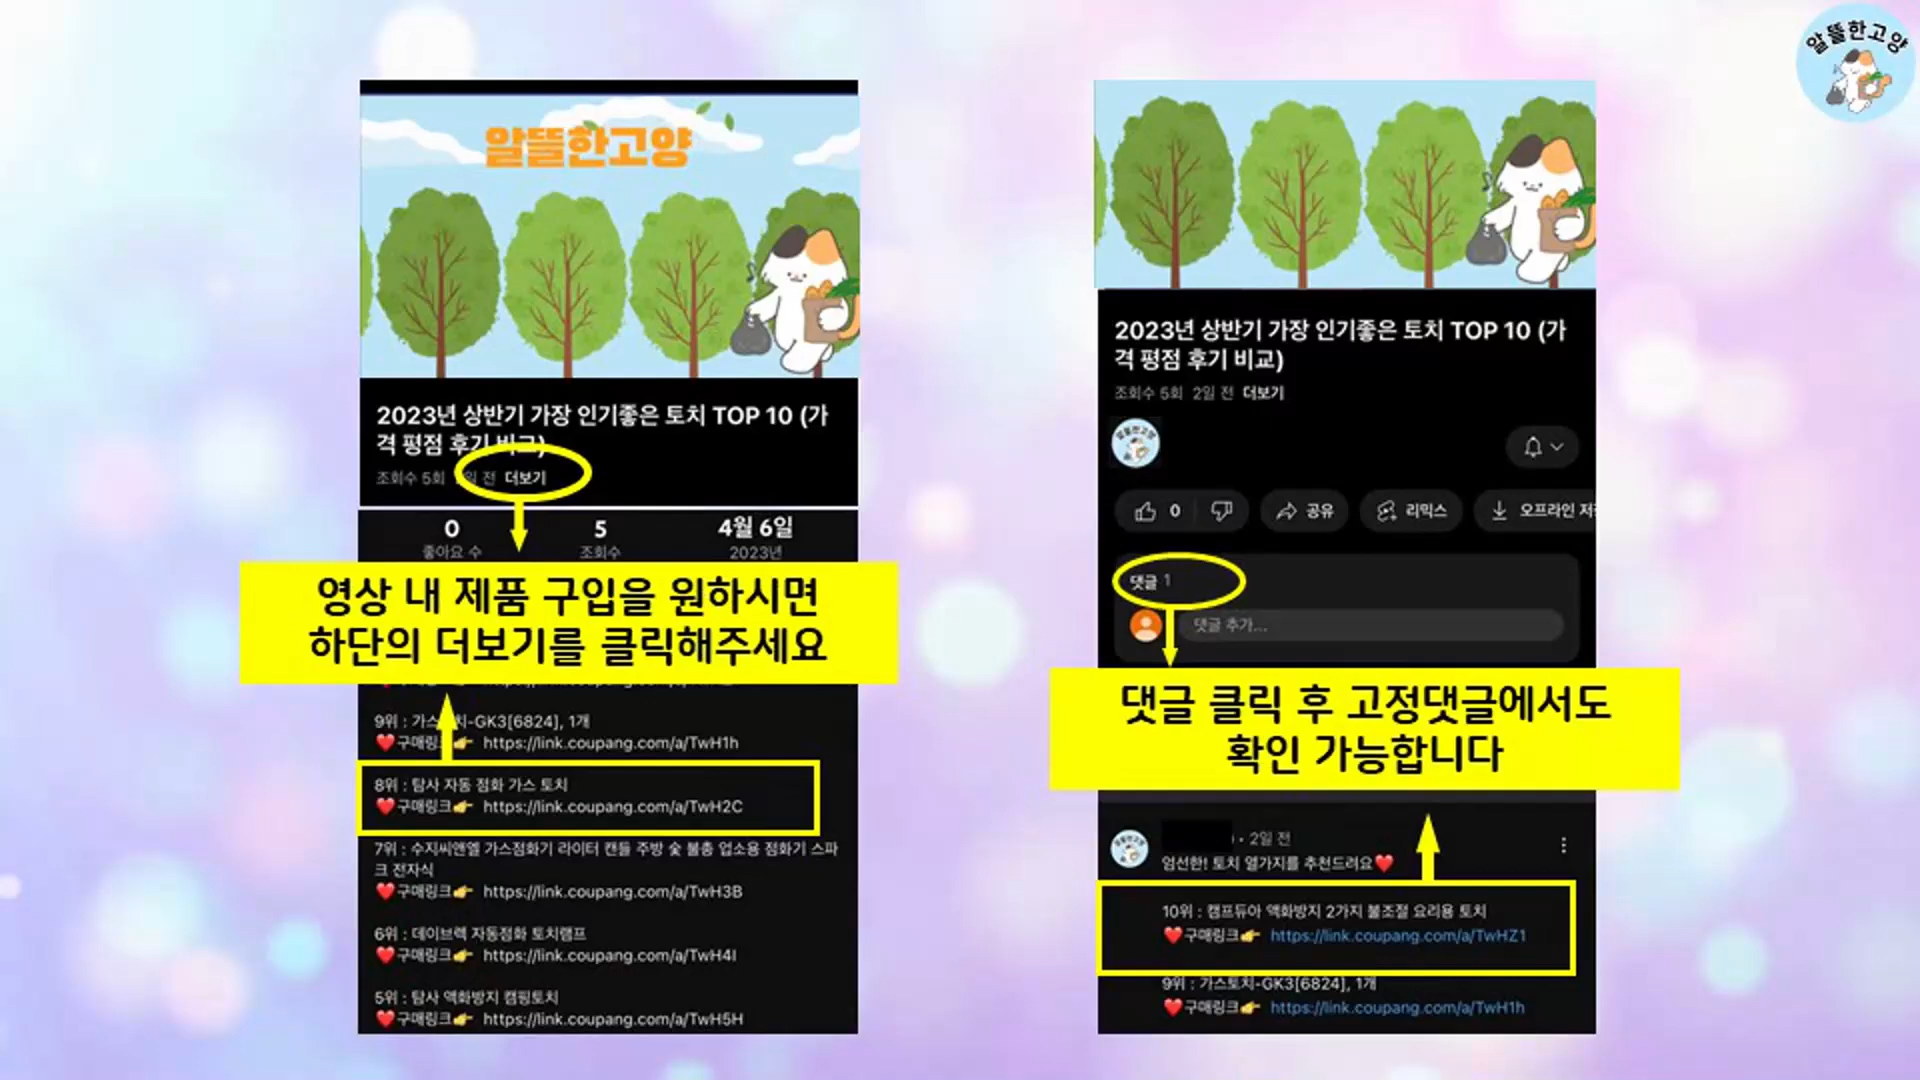 알뜰한고양
알뜰한고양
2023년 상반기 가장 인기좋은 토치 TOP 10 (가
격 평점 후기 비교)
조회수 5회 일 전 더보기
0 5 4월 6일
좋아요 수 조회수 2023년
영상 내 제품 구입을 원하시면
하단의 더보기를 클릭해주세요
9위 : 가스토치-GK3[6824], 1개
❤️구매링크👉 https://link.coupang.com/a/TwH1h
8위 : 탐사 자동 점화 가스 토치
❤️구매링크👉 https://link.coupang.com/a/TwH2C
7위 : 수지씨앤엘 가스점화기 라이터 캔들 주방 숯 불총 업소용 점화기 스파
크 전자식
❤️구매링크👉 https://link.coupang.com/a/TwH3B
6위 : 데이브렉 자동점화 토치램프
❤️구매링크👉 https://link.coupang.com/a/TwH4I
5위 : 탐사 액화방지 캠핑토치
❤️구매링크👉 https://link.coupang.com/a/TwH5H
2023년 상반기 가장 인기좋은 토치 TOP 10 (가
격 평점 후기 비교)
조회수 5회 2일 전 더보기
알뜰한고양
0 공유 리믹스 오프라인 저
댓글 1
댓글 추가...
댓글 클릭 후 고정댓글에서도
확인 가능합니다
알뜰한고양
• 2일 전
엄선한! 토치 열가지를 추천드려요❤️
10위 : 캠프듀아 액화방지 2가지 불조절 요리용 토치
❤️구매링크👉 https://link.coupang.com/a/TwHZ1
9위 : 가스토치-GK3[6824], 1개
❤️구매링크👉 https://link.coupang.com/a/TwH1h